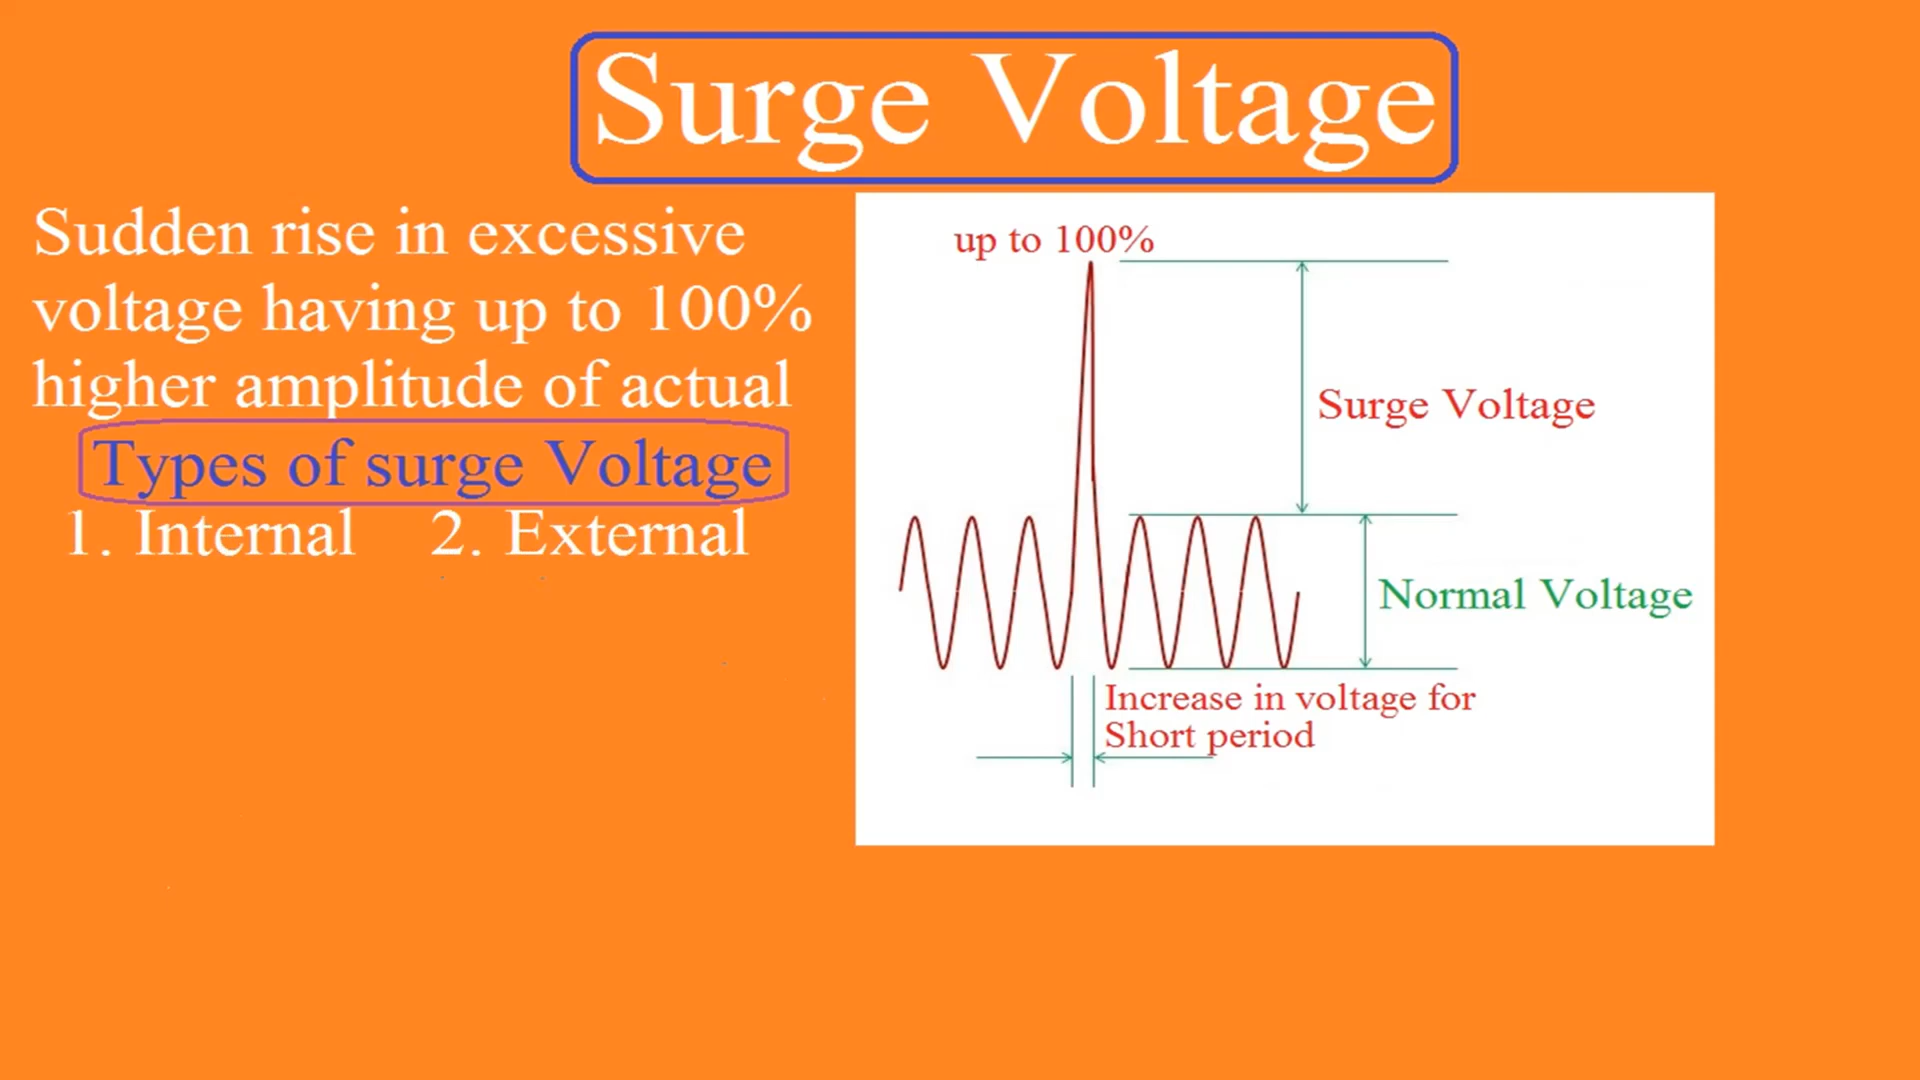 Surge Voltage
Sudden rise in excessive
voltage having up to 100%
higher amplitude of actual
Types of surge Voltage
1. Internal 2. External
up to 100%
Surge Voltage
Normal Voltage
Increase in voltage for
Short period